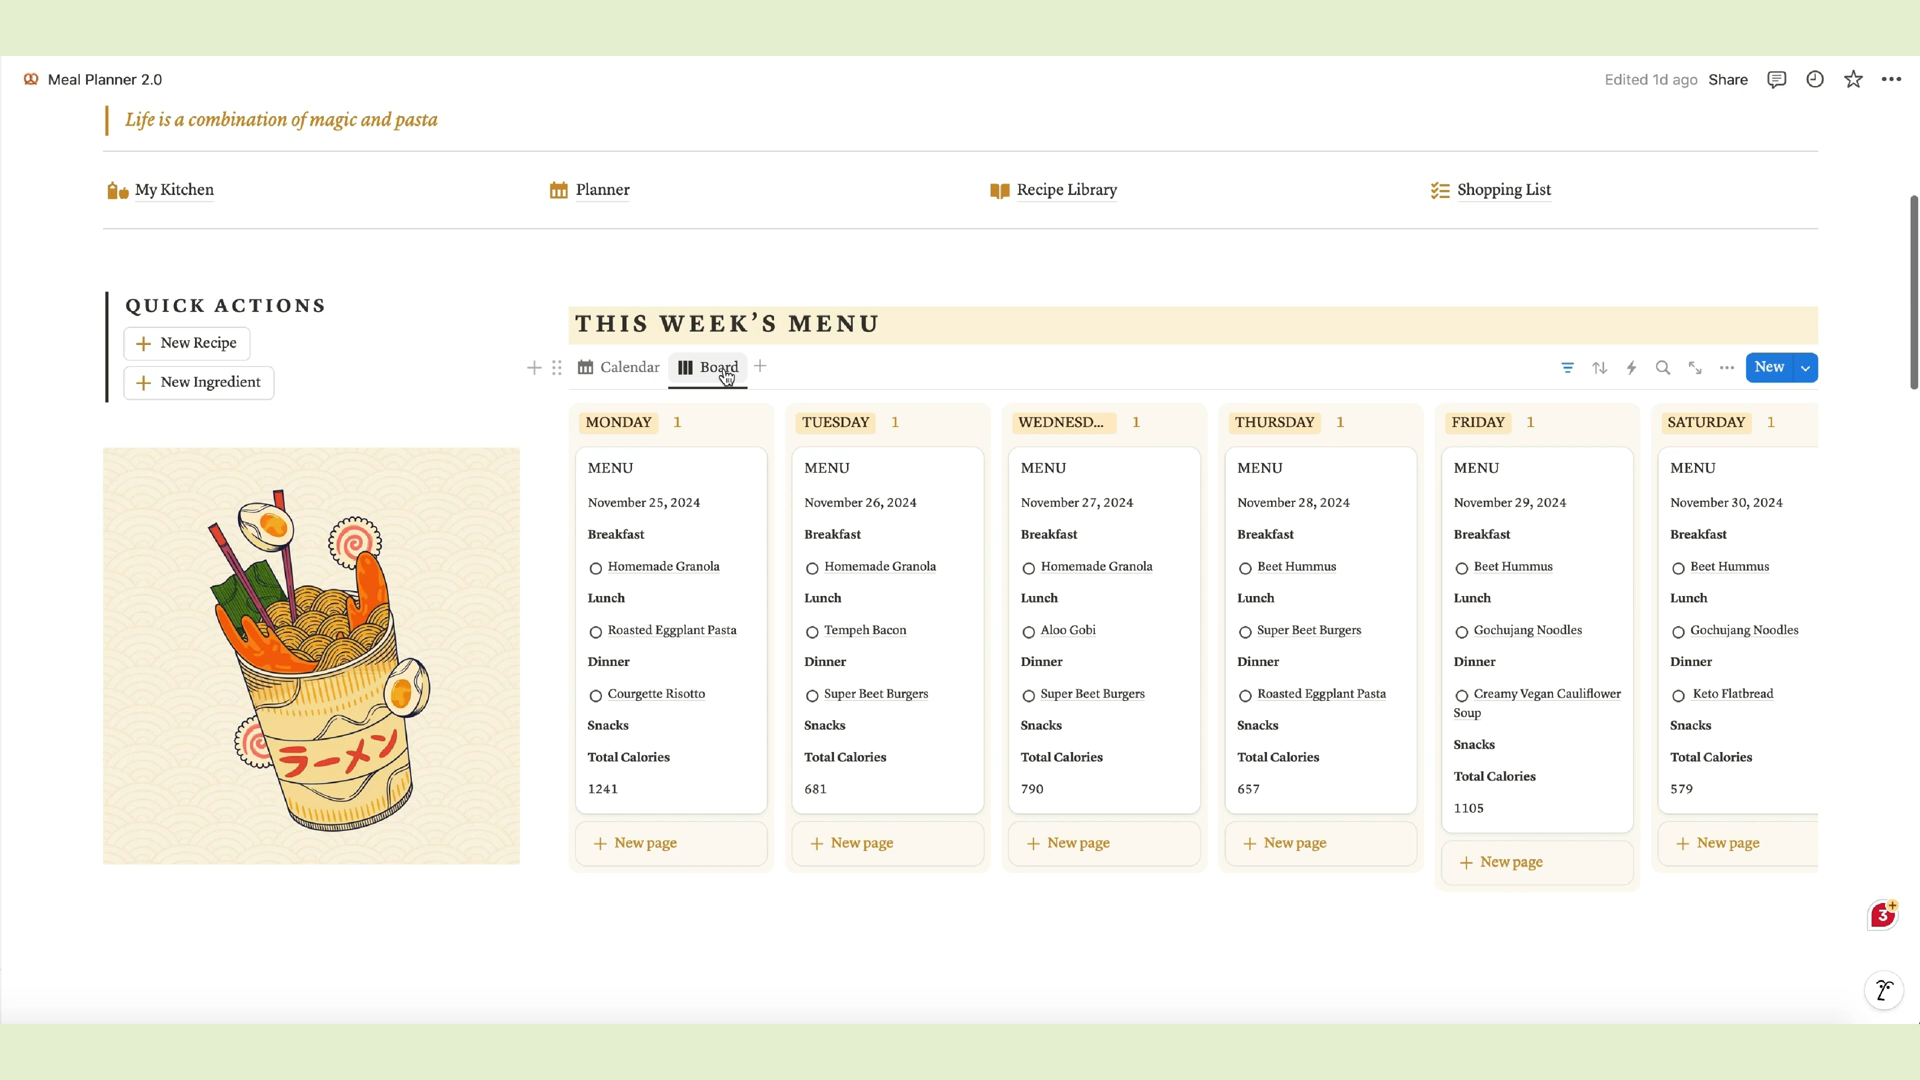 Meal Planner 2.0
Edited 1d ago Share
Life is a combination of magic and pasta
My Kitchen
Planner
Recipe Library
Shopping List
QUICK ACTIONS
New Recipe
New Ingredient
ラーメン
THIS WEEK'S MENU
Calendar
Board
New
MONDAY 1
MENU
November 25, 2024
Breakfast
Homemade Granola
Lunch
Roasted Eggplant Pasta
Dinner
Courgette Risotto
Snacks
Total Calories
1241
New page
TUESDAY 1
MENU
November 26, 2024
Breakfast
Homemade Granola
Lunch
Tempeh Bacon
Dinner
Super Beet Burgers
Snacks
Total Calories
681
New page
WEDNESD... 1
MENU
November 27, 2024
Breakfast
Homemade Granola
Lunch
Aloo Gobi
Dinner
Super Beet Burgers
Snacks
Total Calories
790
New page
THURSDAY 1
MENU
November 28, 2024
Breakfast
Beet Hummus
Lunch
Super Beet Burgers
Dinner
Roasted Eggplant Pasta
Snacks
Total Calories
657
New page
FRIDAY 1
MENU
November 29, 2024
Breakfast
Beet Hummus
Lunch
Gochujang Noodles
Dinner
Creamy Vegan Cauliflower
Soup
Snacks
Total Calories
1105
New page
SATURDAY 1
MENU
November 30, 2024
Breakfast
Beet Hummus
Lunch
Gochujang Noodles
Dinner
Keto Flatbread
Snacks
Total Calories
579
New page
3